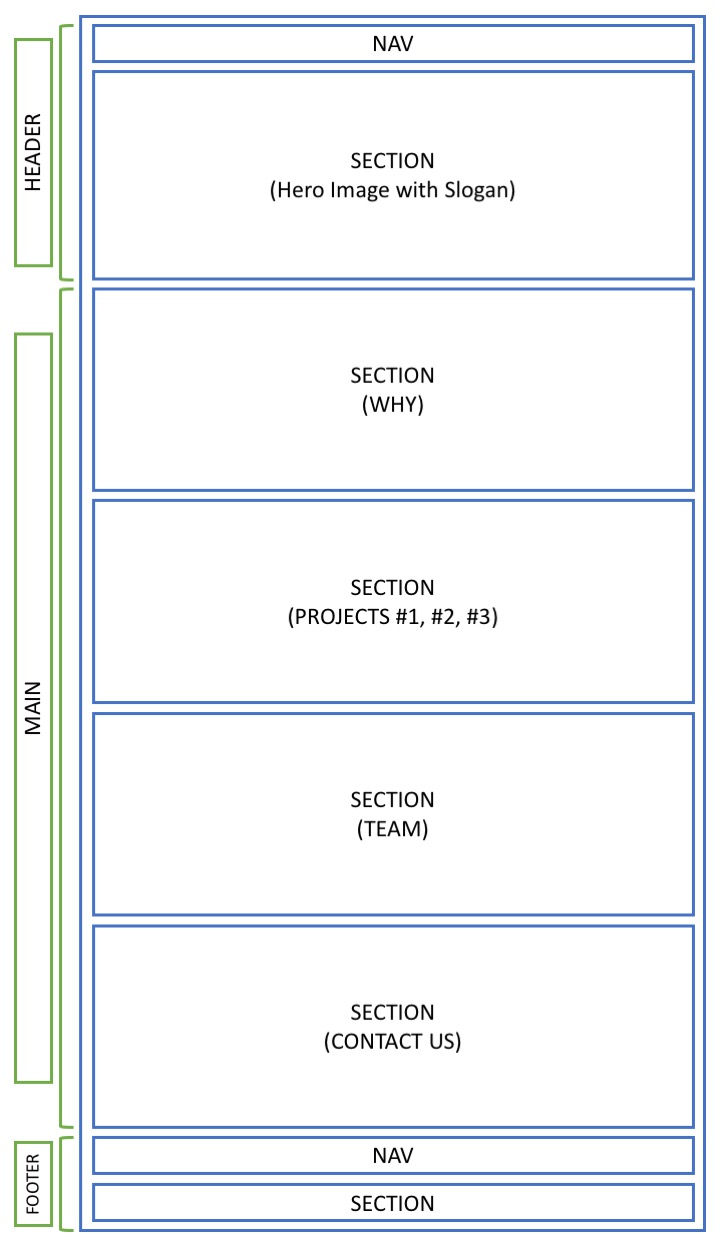 HEADER
NAV
SECTION
(Hero Image with Slogan)
MAIN
SECTION
(WHY)
SECTION
(PROJECTS #1, #2, #3)
SECTION
(TEAM)
SECTION
(CONTACT US)
FOOTER
NAV
SECTION